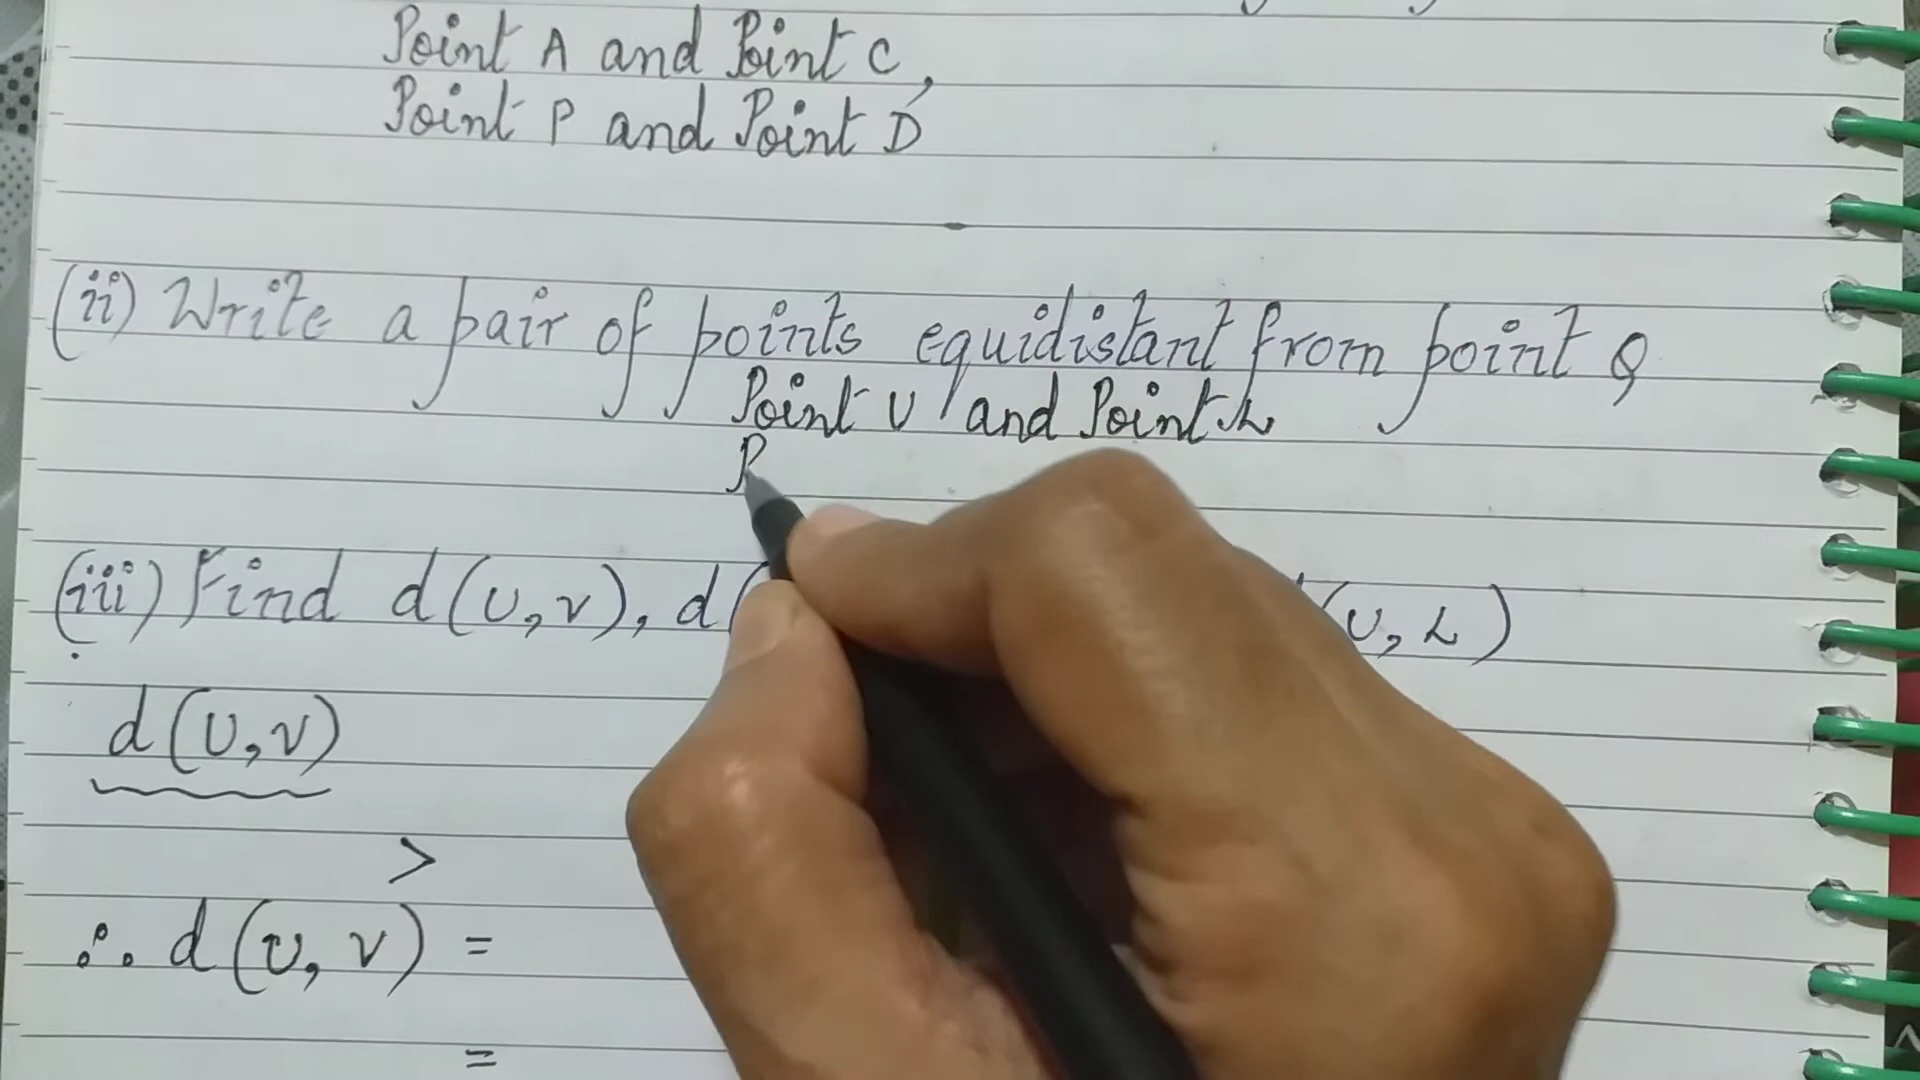 Point A and Point C,
Point P and Point D
(ii) Write a pair of points equidistant from point Q
Point U and Point L
P
(iii) Find d(U,V), d( (U, L)
d(U,V)
>
∴ d(U, V) =
=